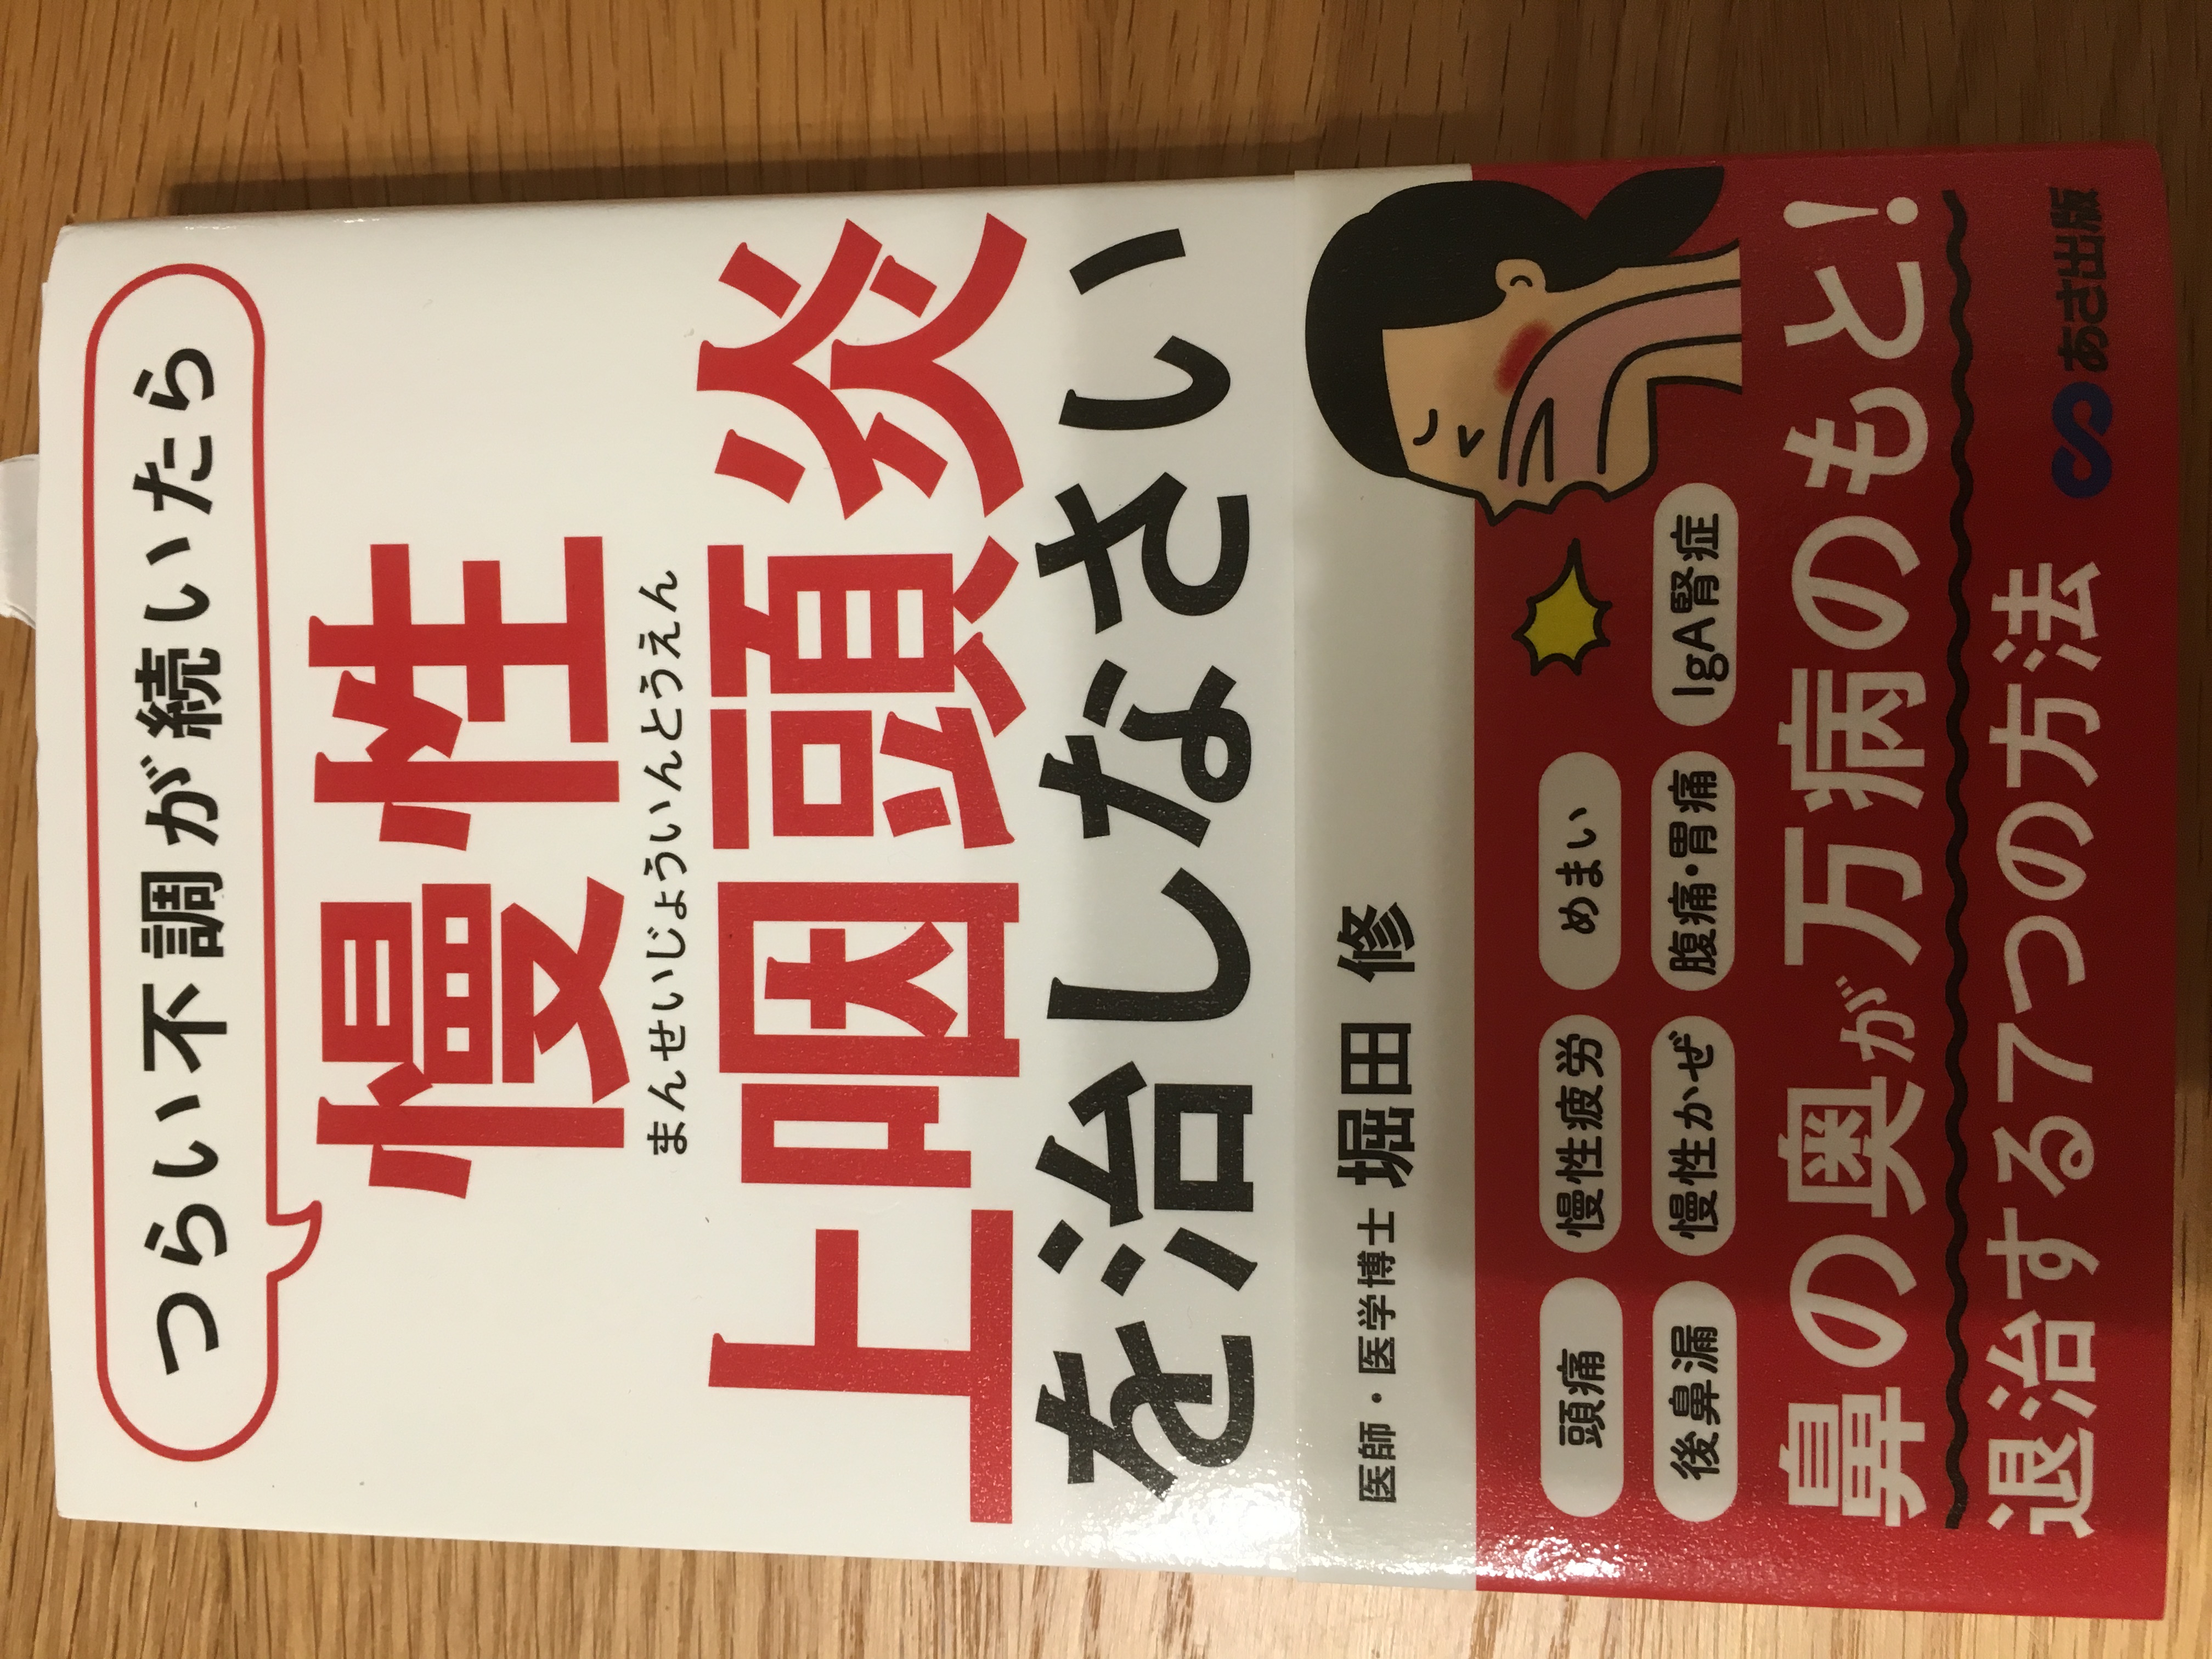 つらい不調が続いたら
慢性
まんせいじょういんとうえん
上咽頭炎
を治しなさい
医師・医学博士 堀田 修
頭痛 慢性疲労 めまい
後鼻漏 慢性かぜ 腹痛・胃痛 IgA腎症
鼻の奥が万病のもと!
退治する7つの方法
あさ出版